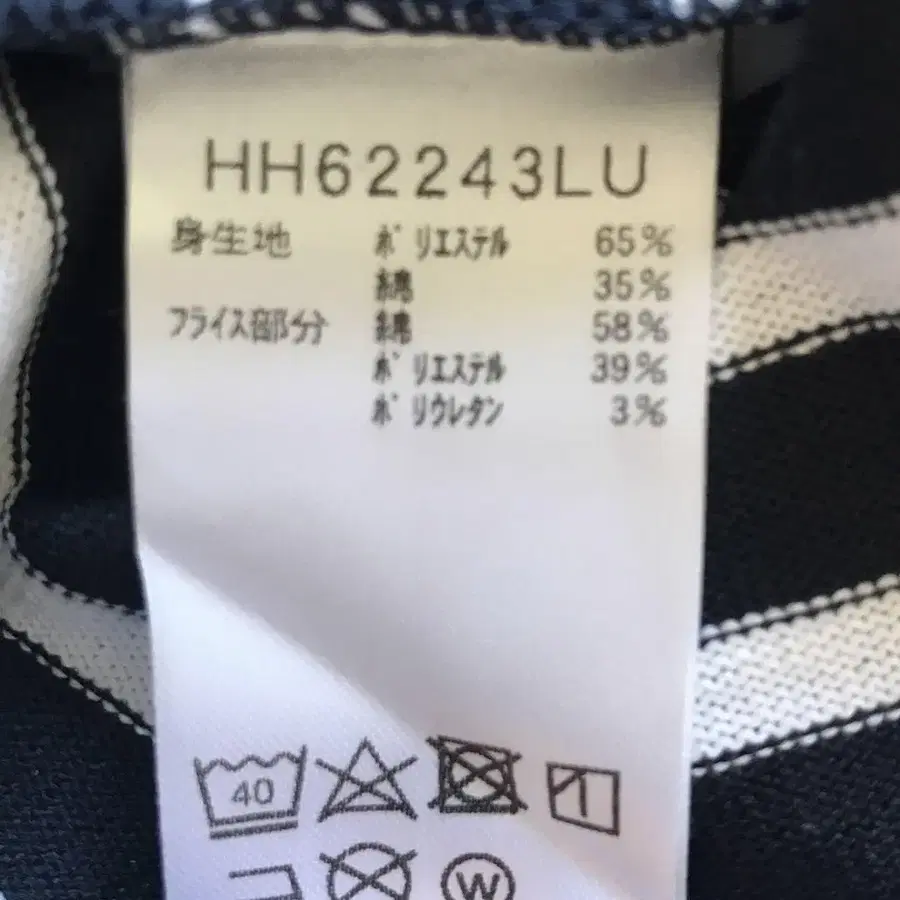 HH62243LU
身生地 ポリエステル 65%
綿 35%
フライス部分 綿 58%
ポリエステル 39%
ポリウレタン 3%
40
W